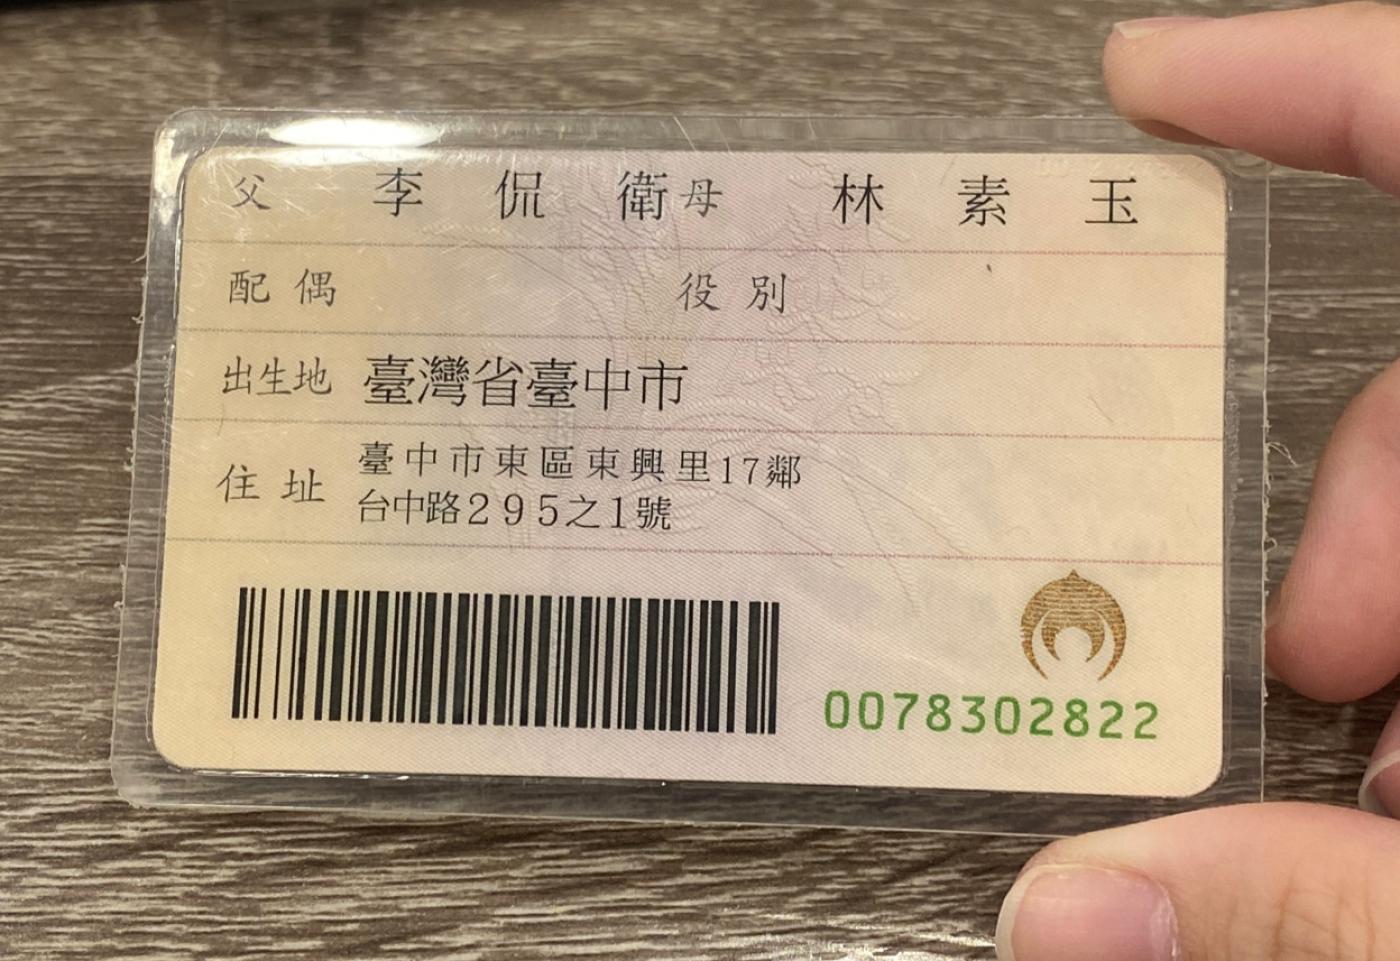 父 李侃衛 母 林素玉
配偶 役別
出生地 臺灣省臺中市
住址 臺中市東區東興里17鄰
台中路295之1號
0078302822